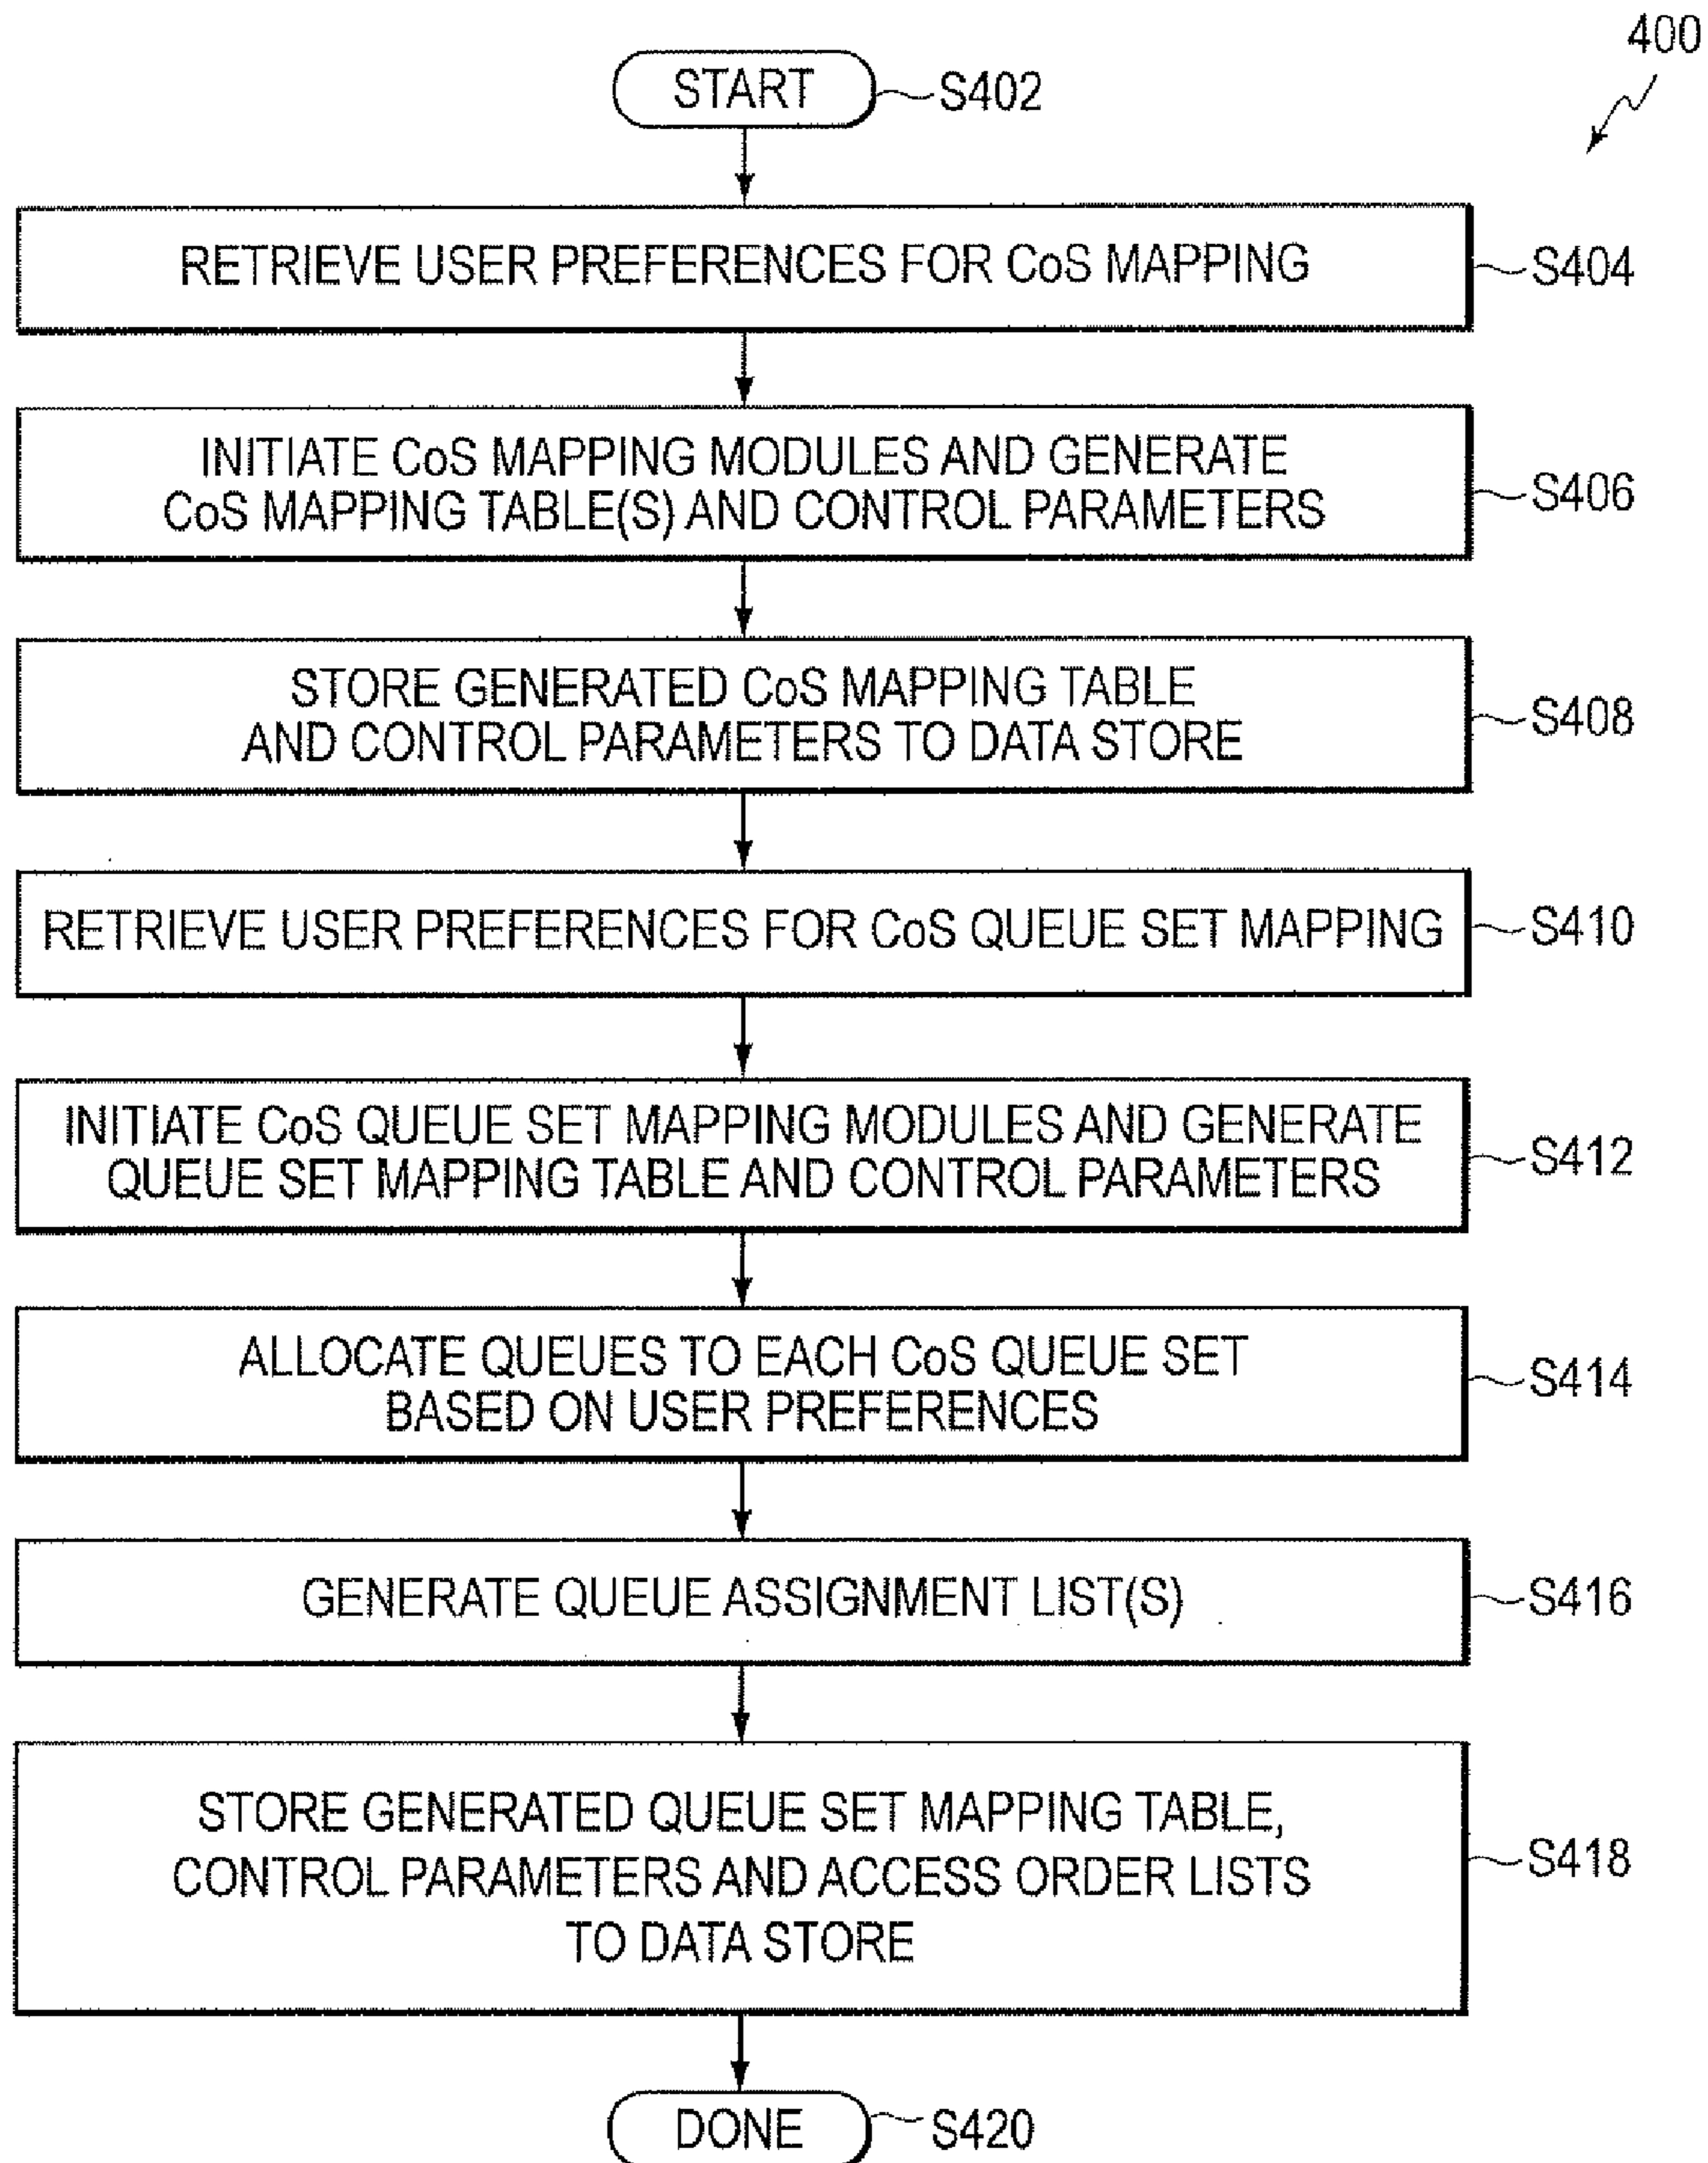 400
START
S402
RETRIEVE USER PREFERENCES FOR CoS MAPPING
S404
INITIATE CoS MAPPING MODULES AND GENERATE
CoS MAPPING TABLE(S) AND CONTROL PARAMETERS
S406
STORE GENERATED CoS MAPPING TABLE
AND CONTROL PARAMETERS TO DATA STORE
S408
RETRIEVE USER PREFERENCES FOR CoS QUEUE SET MAPPING
S410
INITIATE CoS QUEUE SET MAPPING MODULES AND GENERATE
QUEUE SET MAPPING TABLE AND CONTROL PARAMETERS
S412
ALLOCATE QUEUES TO EACH CoS QUEUE SET
BASED ON USER PREFERENCES
S414
GENERATE QUEUE ASSIGNMENT LIST(S)
S416
STORE GENERATED QUEUE SET MAPPING TABLE,
CONTROL PARAMETERS AND ACCESS ORDER LISTS
TO DATA STORE
S418
DONE
S420